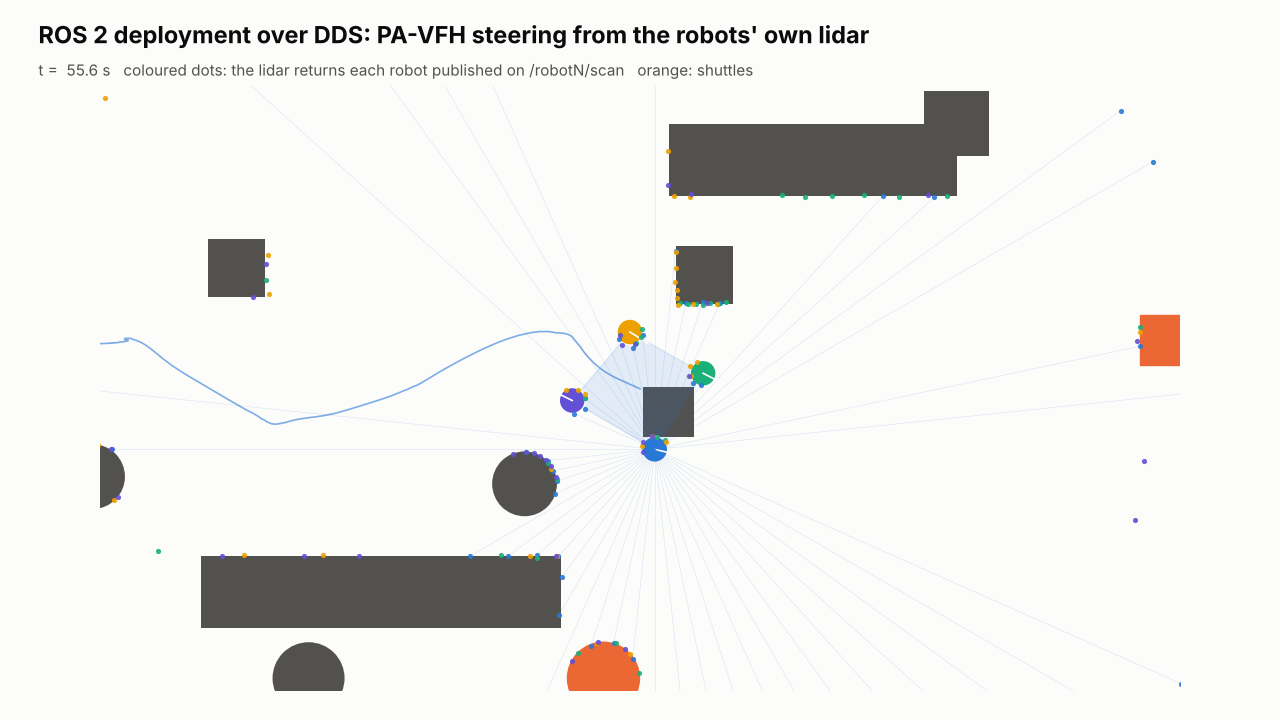 ROS 2 deployment over DDS: PA-VFH steering from the robots' own lidar
t =  55.6 s   coloured dots: the lidar returns each robot published on /robotN/scan   orange: shuttles